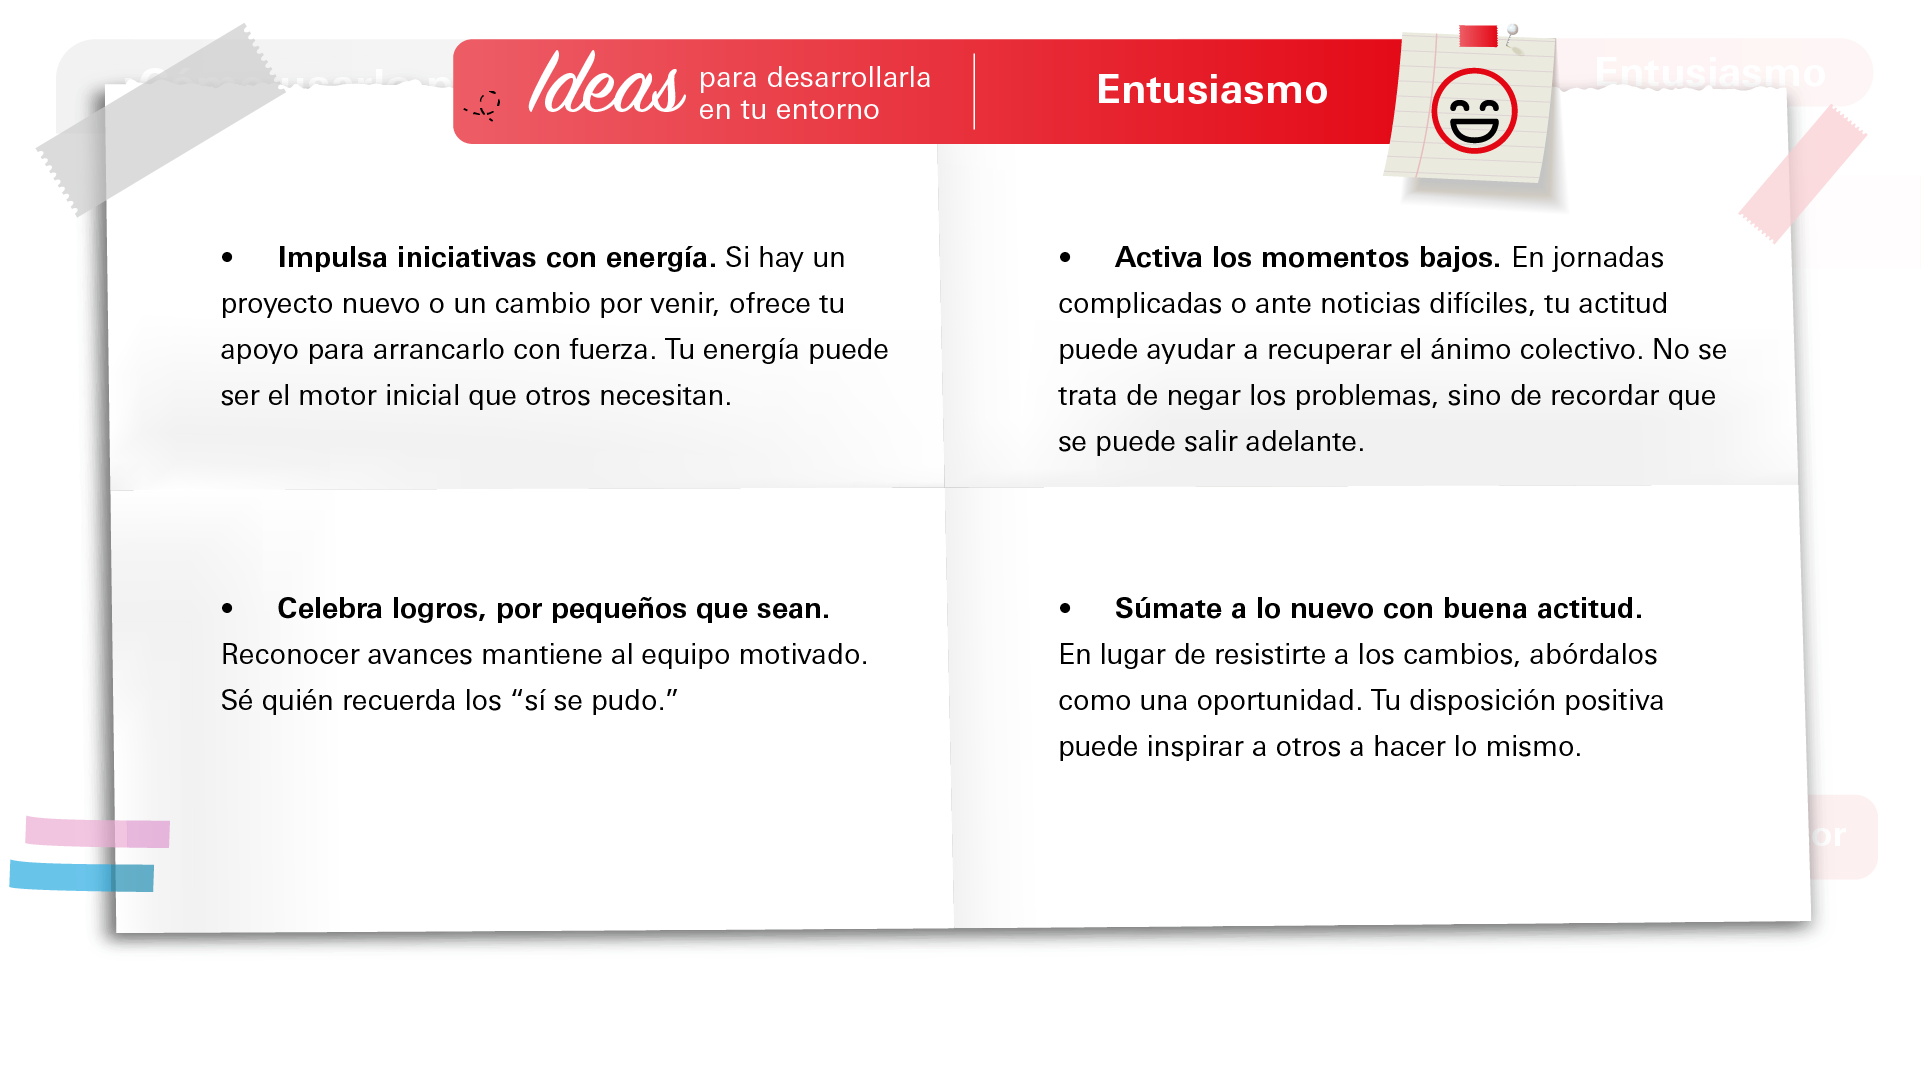 Ideas para desarrollarla
en tu entorno
Entusiasmo
Entusiasmo
• Impulsa iniciativas con energía. Si hay un
proyecto nuevo o un cambio por venir, ofrece tu
apoyo para arrancarlo con fuerza. Tu energía puede
ser el motor inicial que otros necesitan.
• Activa los momentos bajos. En jornadas
complicadas o ante noticias difíciles, tu actitud
puede ayudar a recuperar el ánimo colectivo. No se
trata de negar los problemas, sino de recordar que
se puede salir adelante.
• Celebra logros, por pequeños que sean.
Reconocer avances mantiene al equipo motivado.
Sé quién recuerda los “sí se pudo.”
• Súmate a lo nuevo con buena actitud.
En lugar de resistirte a los cambios, abórdalos
como una oportunidad. Tu disposición positiva
puede inspirar a otros a hacer lo mismo.
or